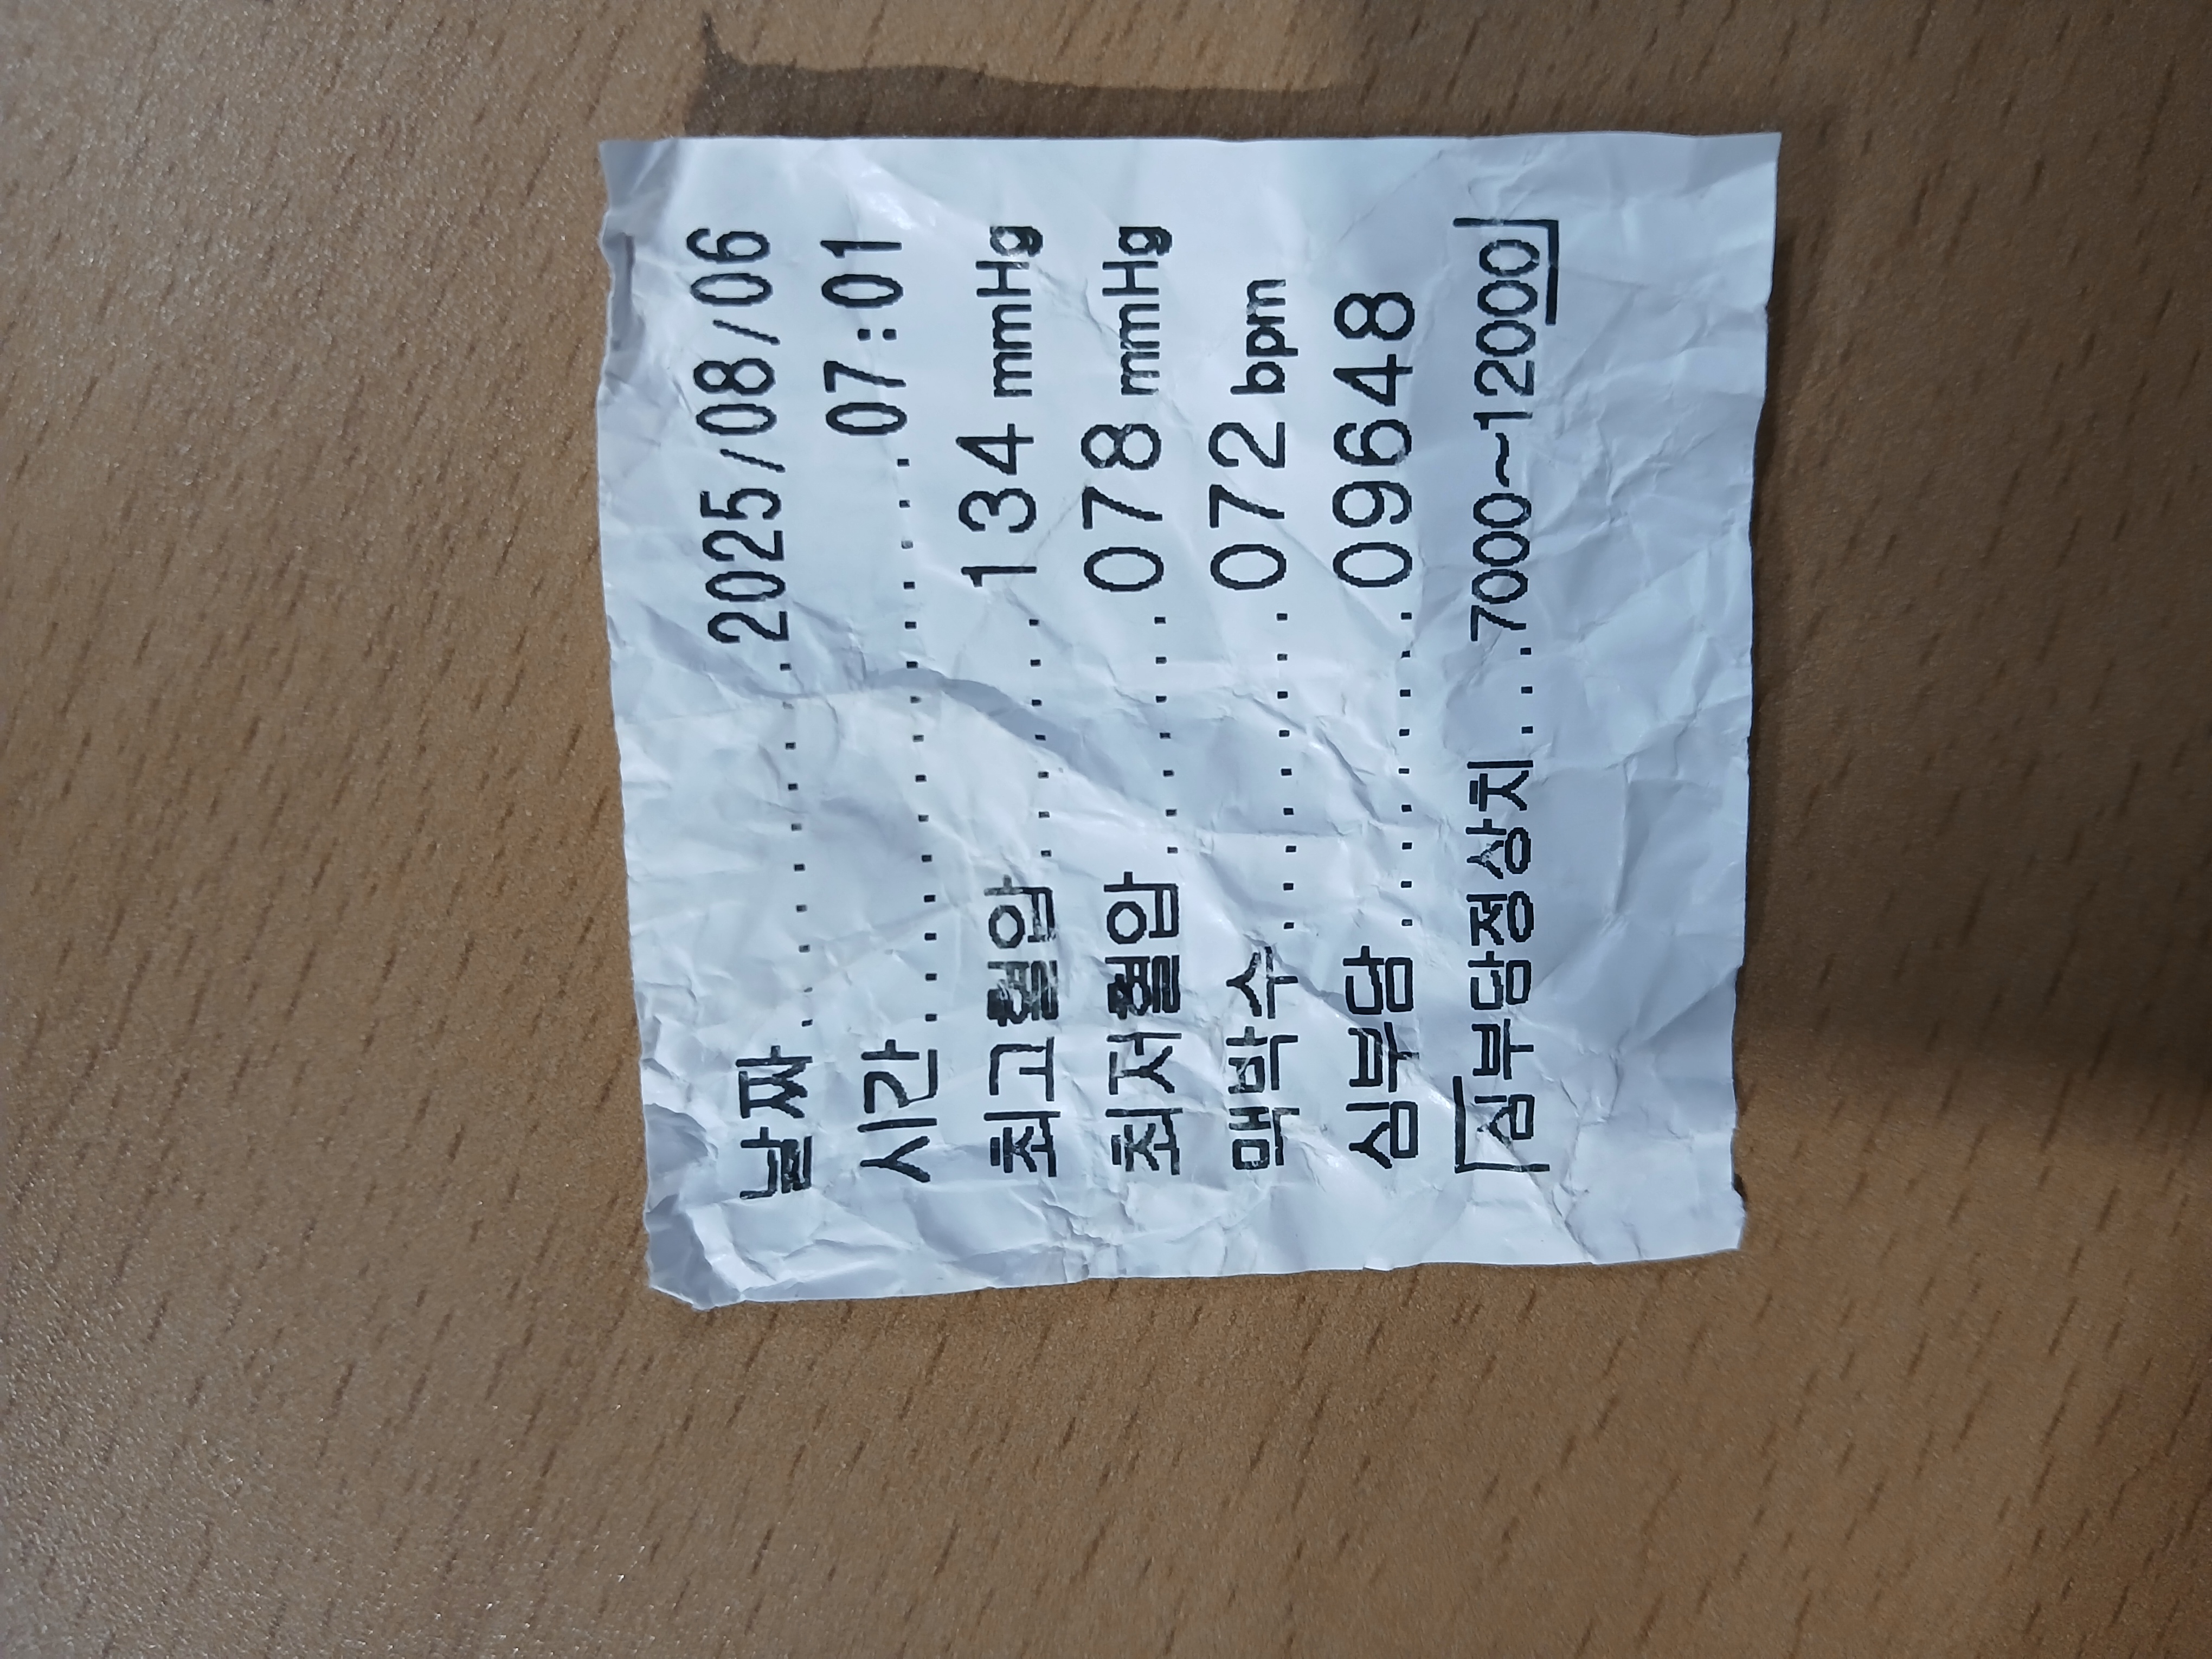 날짜..................2025/08/06
시간...............07:01
최고혈압.......134 mmHg
최저혈압.......078 mmHg
맥박수.........072 bpm
심부담.........09648
[심부담정상치...7000~12000]